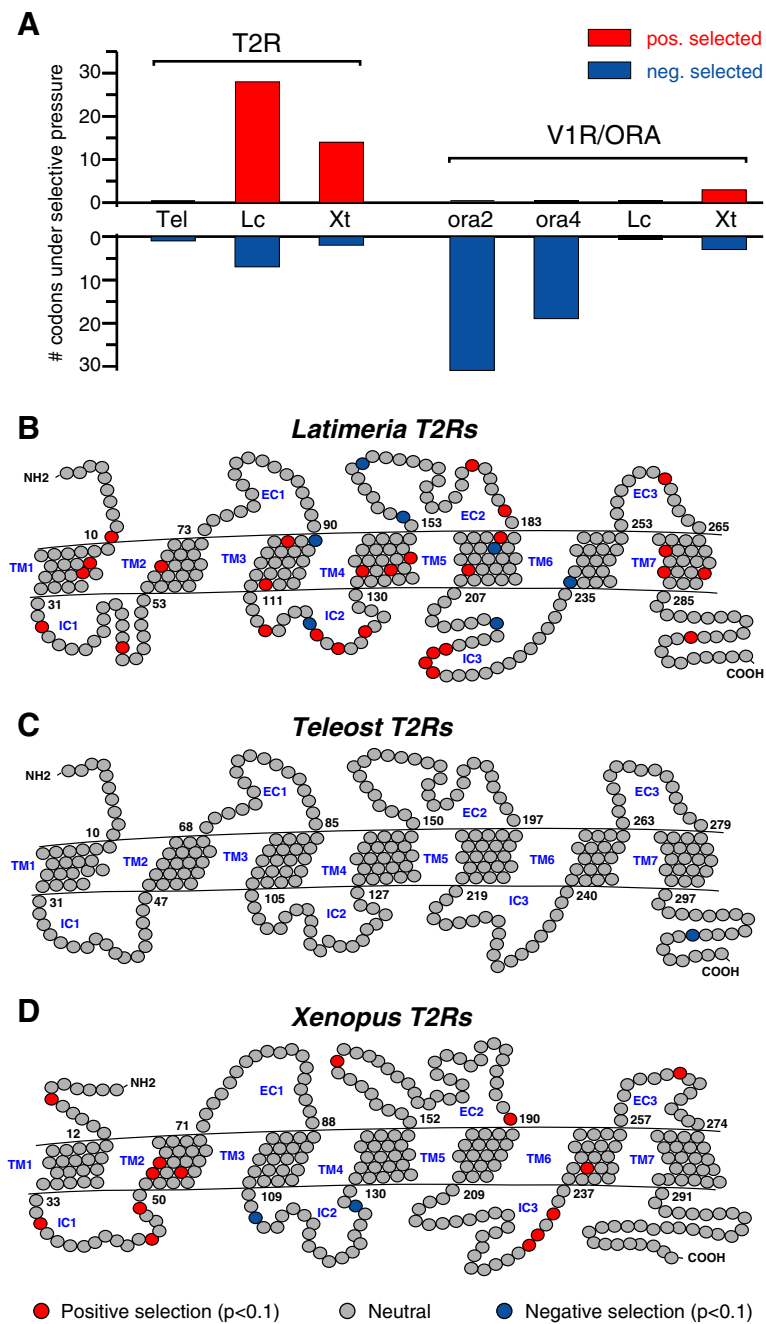 A
T2R
pos. selected
neg. selected
V1R/ORA
# codons under selective pressure
30
20
10
0
Tel Lc Xt ora2 ora4 Lc Xt
0
10
20
30
B
Latimeria T2Rs
NH2
EC1
EC2
EC3
10 73 90 153 183 253 265
TM1 TM2 TM3 TM4 TM5 TM6 TM7
31 53 111 130 207 235 285
IC1 IC2 IC3
COOH
C
Teleost T2Rs
NH2
EC1
EC2
EC3
10 68 85 150 197 263 279
TM1 TM2 TM3 TM4 TM5 TM6 TM7
31 47 105 127 219 240 297
IC1 IC2 IC3
COOH
D
Xenopus T2Rs
NH2
EC1
EC2
EC3
12 71 88 152 190 257 274
TM1 TM2 TM3 TM4 TM5 TM6 TM7
33 50 109 130 209 237 291
IC1 IC2 IC3
COOH
Positive selection (p<0.1) Neutral Negative selection (p<0.1)